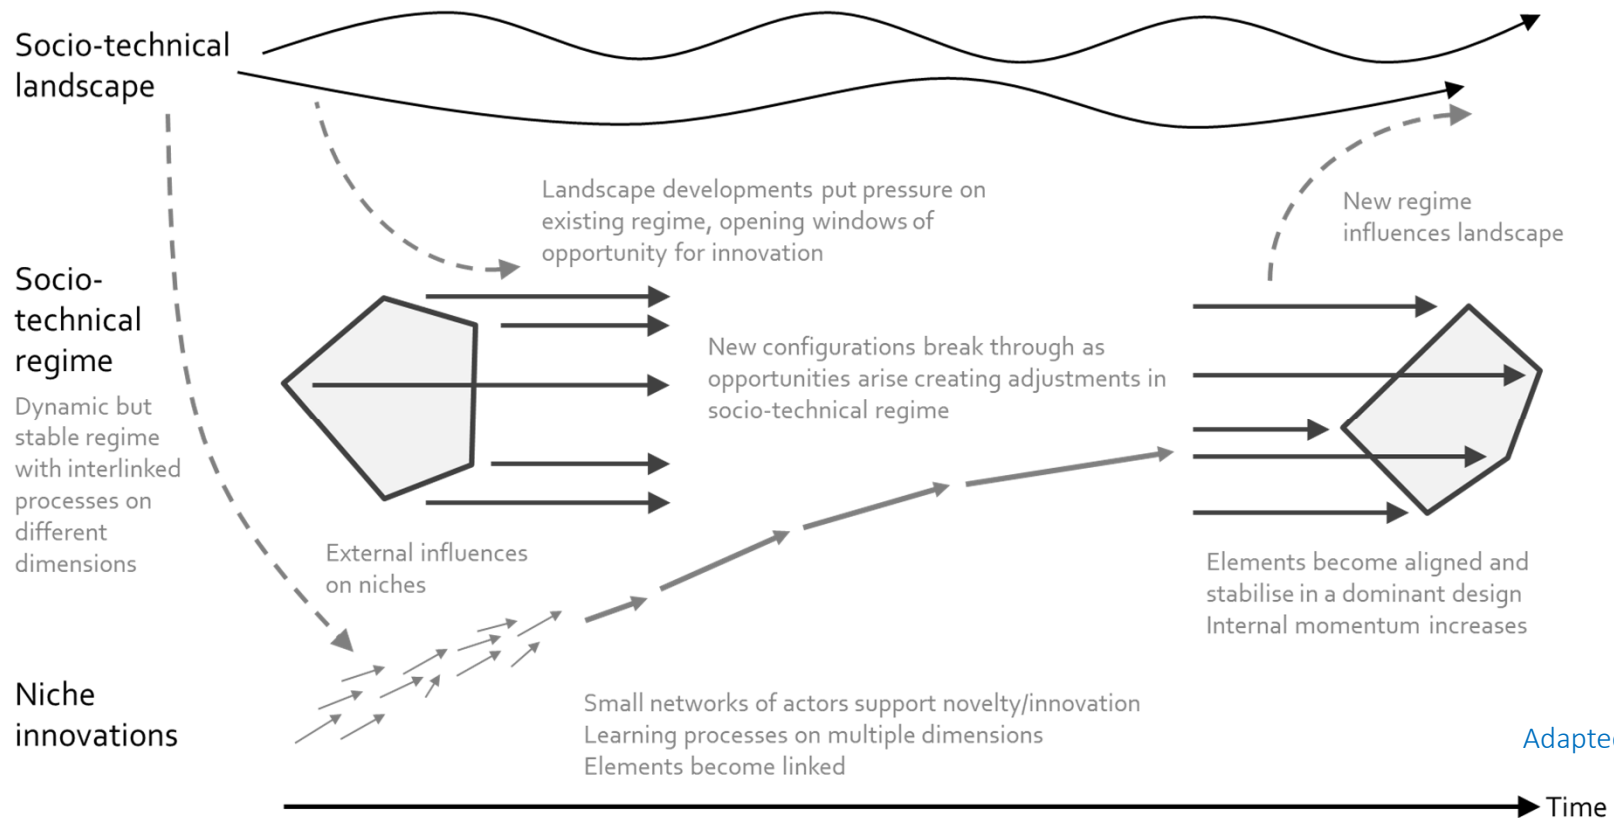 Socio-technical
landscape
Landscape developments put pressure on
existing regime, opening windows of
opportunity for innovation
New regime
influences landscape
Socio-
technical
regime
Dynamic but
stable regime
with interlinked
processes on
different
dimensions
New configurations break through as
opportunities arise creating adjustments in
socio-technical regime
External influences
on niches
Elements become aligned and
stabilise in a dominant design
Internal momentum increases
Niche
innovations
Small networks of actors support novelty/innovation
Learning processes on multiple dimensions
Elements become linked
Time